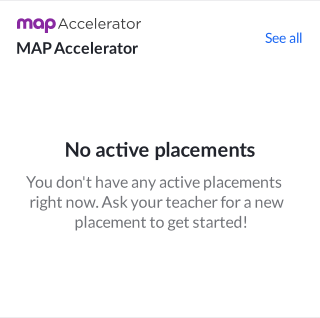 map Accelerator
MAP Accelerator
See all
No active placements
You don't have any active placements
right now. Ask your teacher for a new
placement to get started!